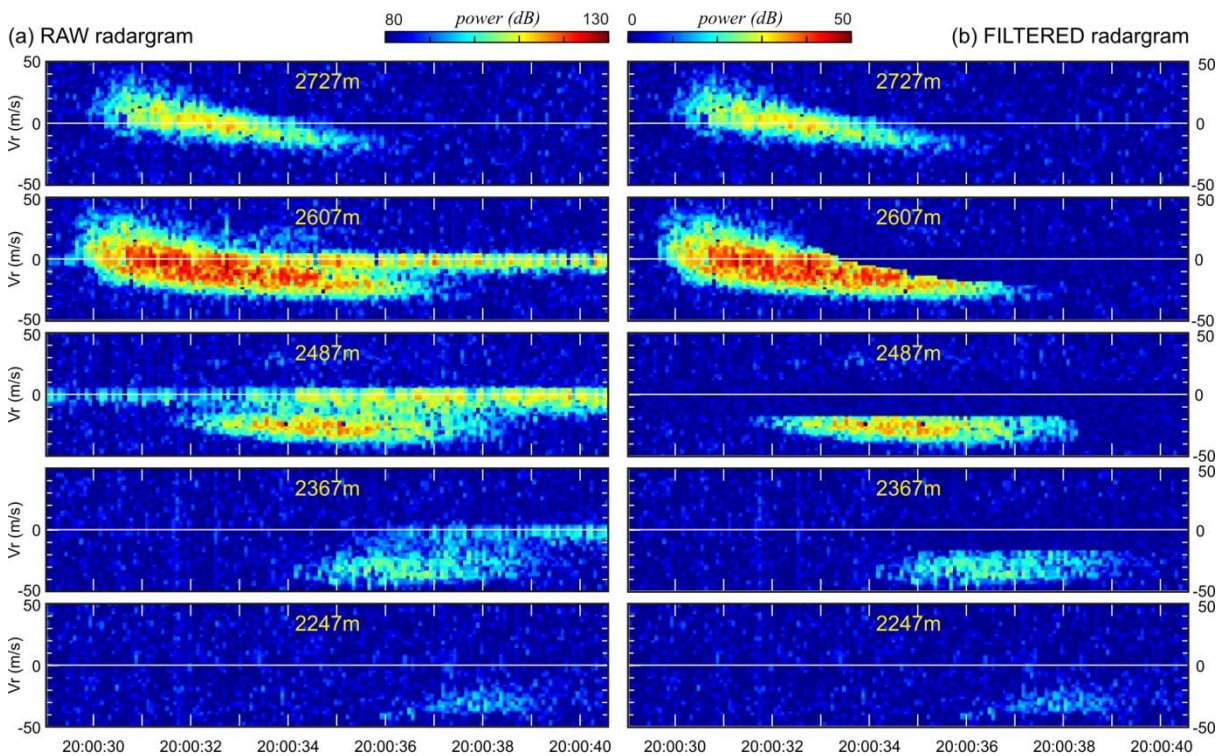 80 power (dB) 130 0 power (dB) 50
(a) RAW radargram (b) FILTERED radargram
50 2727m 2727m 50
Vr (m/s) 0 0
-50 -50
50 2607m 2607m 50
Vr (m/s) 0 0
-50 -50
50 2487m 2487m 50
Vr (m/s) 0 0
-50 -50
50 2367m 2367m 50
Vr (m/s) 0 0
-50 -50
50 2247m 2247m 50
Vr (m/s) 0 0
-50 -50
20:00:30 20:00:32 20:00:34 20:00:36 20:00:38 20:00:40 20:00:30 20:00:32 20:00:34 20:00:36 20:00:38 20:00:40